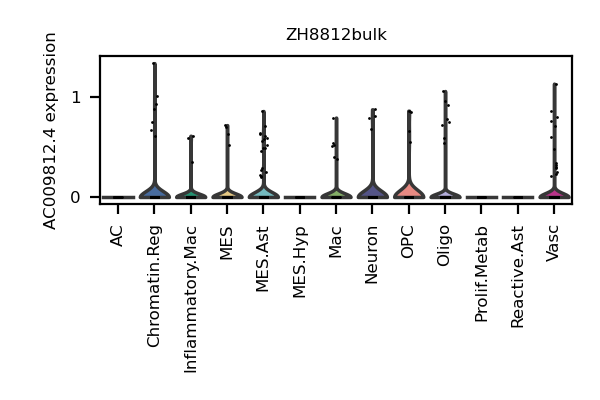 ZH8812bulk
AC009812.4 expression
1
0
AC
Chromatin.Reg
Inflammatory.Mac
MES
MES.Ast
MES.Hyp
Mac
Neuron
OPC
Oligo
Prolif.Metab
Reactive.Ast
Vasc